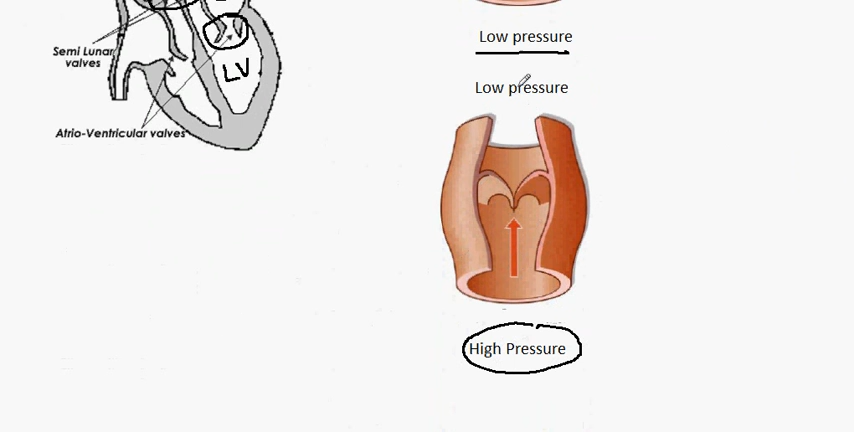 Semi Lunar
valves
LV
Atrio-Ventricular valves
Low pressure
Low pressure
High Pressure